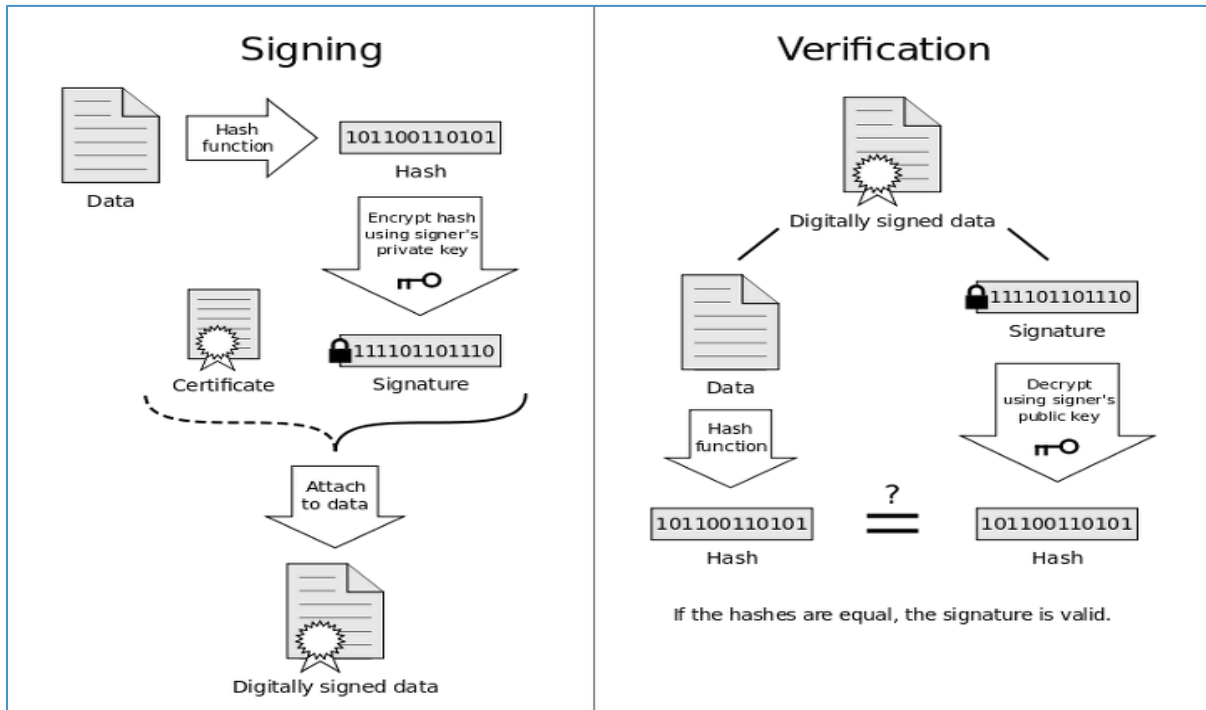 Signing
Data
Hash
function
101100110101
Hash
Encrypt hash
using signer's
private key
Certificate
111101101110
Signature
Attach
to data
Digitally signed data
Verification
Digitally signed data
Data
111101101110
Signature
Hash
function
Decrypt
using signer's
public key
101100110101
Hash
?
=
101100110101
Hash
If the hashes are equal, the signature is valid.